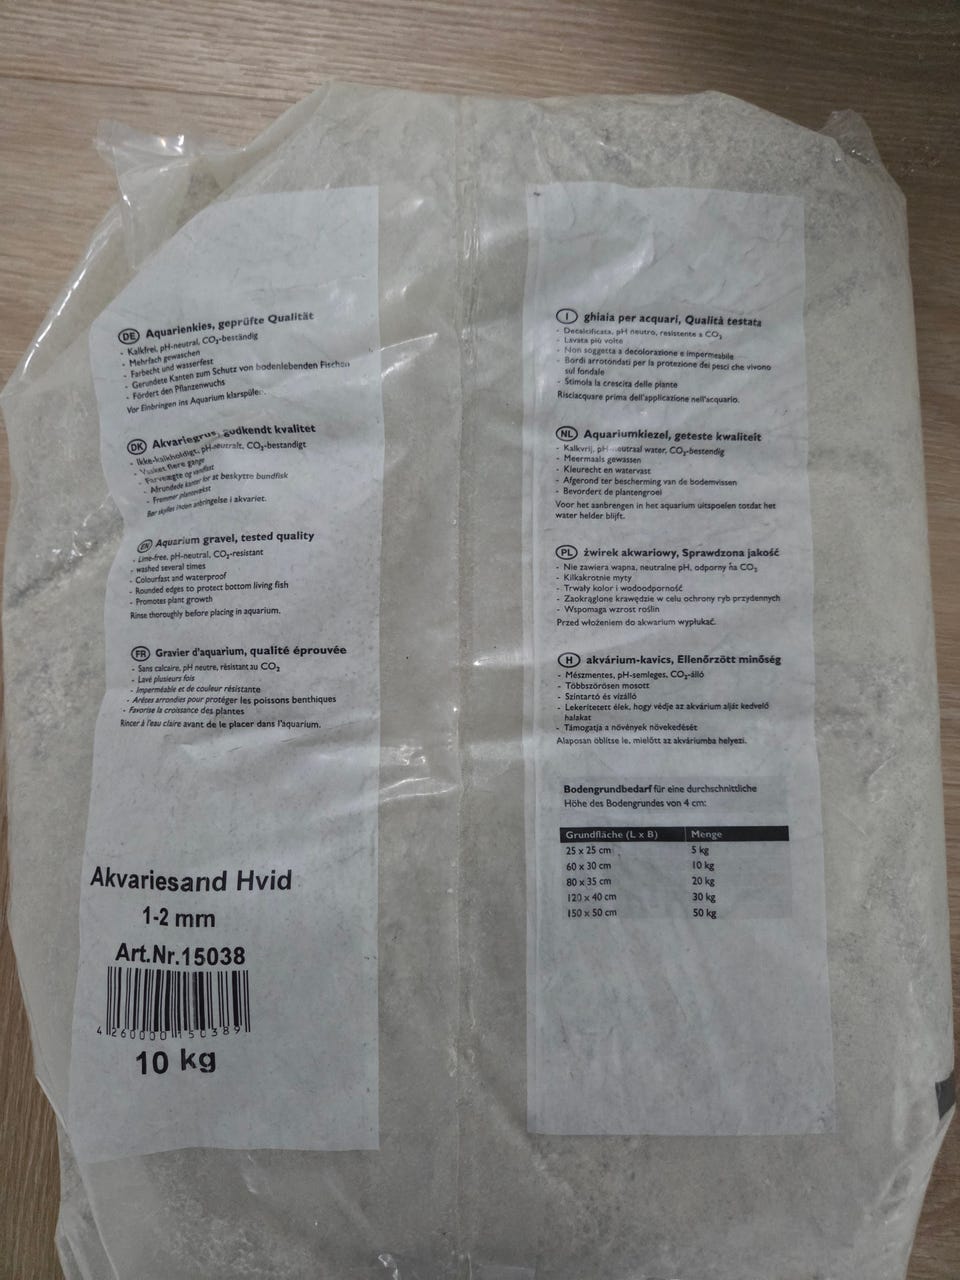 DE Aquarienkies, geprüfte Qualität
- Kalkfrei, pH-neutral, CO₂-beständig
- Mehrfach gewaschen
- Farbecht und wasserfest
- Gerundete Kanten zum Schutz von bodenlebenden Fischen
- Fördert den Pflanzenwuchs
Vor Einbringen ins Aquarium klarspülen.
DK Akvariegrus, godkendt kvalitet
- Ikke-kalkholdigt, pH-neutralt, CO₂-bestandigt
- Vasket flere gange
- Farveægte og vandfast
- Afrundede kanter for at beskytte bundfisk
- Fremmer plantevækst
Bør skylles inden anbringelse i akvariet.
EN Aquarium gravel, tested quality
- Lime-free, pH-neutral, CO₂-resistant
- washed several times
- Colourfast and waterproof
- Rounded edges to protect bottom living fish
- Promotes plant growth
Rinse thoroughly before placing in aquarium.
FR Gravier d'aquarium, qualité éprouvée
- Sans calcaire, pH neutre, résistant au CO₂
- Lavé plusieurs fois
- Imperméable et de couleur résistante
- Arêtes arrondies pour protéger les poissons benthiques
- Favorise la croissance des plantes
Rincer à l'eau claire avant de le placer dans l'aquarium.
Akvariesand Hvid
1-2 mm
Art.Nr.15038
4 260000 150389
10 kg
I ghiaia per acquari, Qualità testata
- Decalcificata, pH neutro, resistente a CO₂
- Lavata più volte
- Non soggetta a decolorazione e impermeabile
- Bordi arrotondati per la protezione dei pesci che vivono
sul fondale
- Stimola la crescita delle piante
Risciacquare prima dell'applicazione nell'acquario.
NL Aquariumkiezel, geteste kwaliteit
- Kalkvrij, pH-neutraal water, CO₂-bestendig
- Meermaals gewassen
- Kleurecht en watervast
- Afgerond ter bescherming van de bodemvissen
- Bevordert de plantengroei
Voor het aanbrengen in het aquarium uitspoelen totdat het
water helder blijft.
PL żwirek akwariowy, Sprawdzona jakość
- Nie zawiera wapna, neutralne pH, odporny na CO₂
- Kilkakrotnie myty
- Trwały kolor i wodoodporność
- Zaokrąglone krawędzie w celu ochrony ryb przydennych
- Wspomaga wzrost roślin
Przed włożeniem do akwarium wypłukać.
H akvárium-kavics, Ellenőrzött minőség
- Mészmentes, pH-semleges, CO₂-álló
- Többszörösen mosott
- Színtartó és vízálló
- Lekerítetett élek, hogy védje az akvárium alját kedvelő
halakat
- Támogatja a növények növekedését
Alaposan öblítse le, mielőtt az akváriumba helyezi.
Bodengrundbedarf für eine durchschnittliche
Höhe des Bodengrundes von 4 cm:
Grundfläche (L x B) Menge
25 x 25 cm 5 kg
60 x 30 cm 10 kg
80 x 35 cm 20 kg
120 x 40 cm 30 kg
150 x 50 cm 50 kg